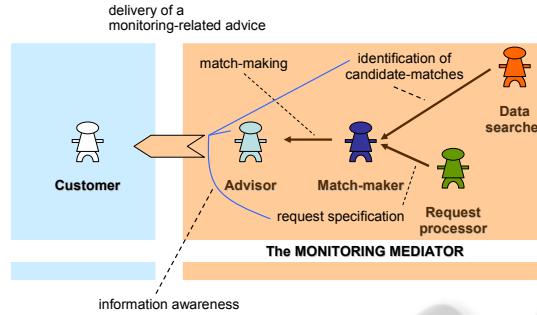 delivery of a
monitoring-related advice
match-making
identification of
candidate-matches
Data
searche
Customer
Advisor
Match-maker
request specification
Request
processor
The MONITORING MEDIATOR
information awareness